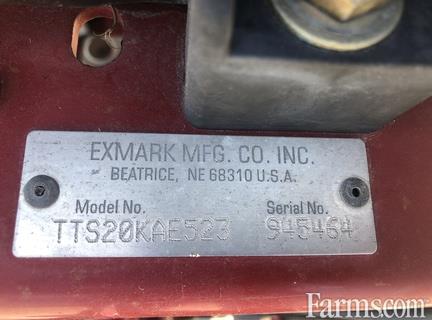 EXMARK MFG. CO. INC.
BEATRICE, NE 68310 U.S.A.
Model No. Serial No.
TTS20KAE523 945464
Farms.com